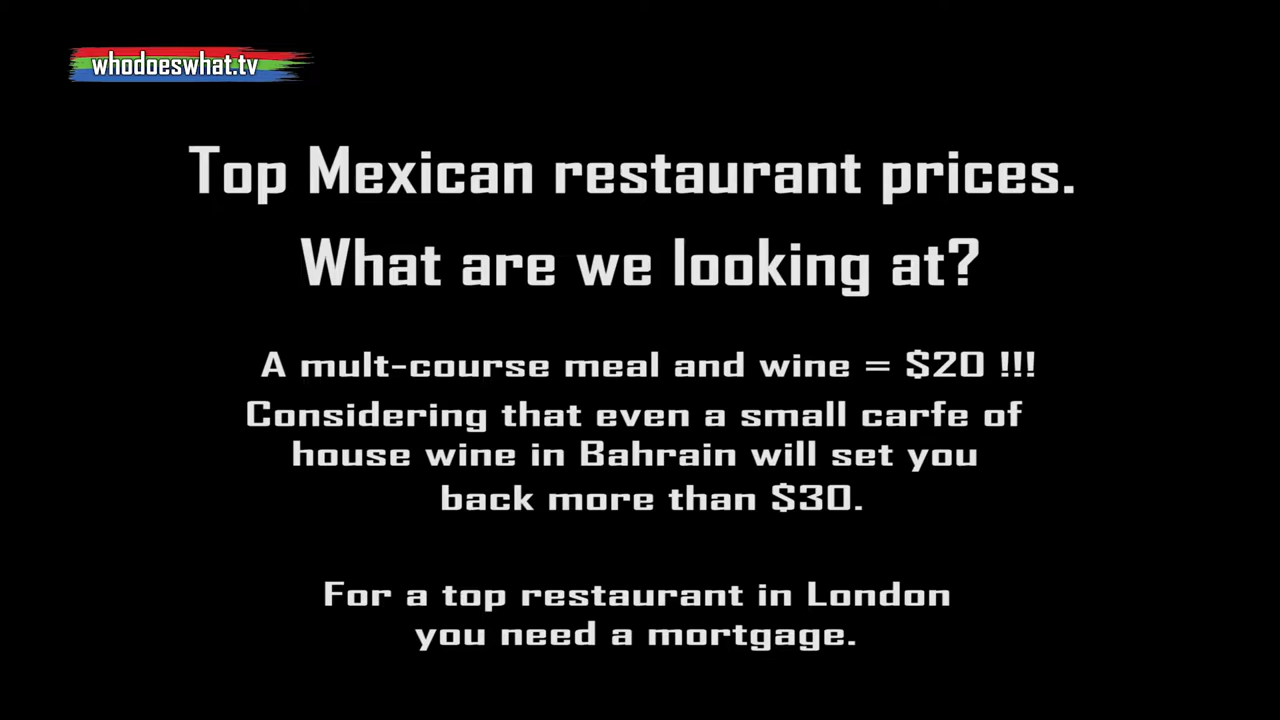 whodoeswhat.tv
Top Mexican restaurant prices.
What are we looking at?
A mult-course meal and wine = $20 !!!
Considering that even a small carfe of
house wine in Bahrain will set you
back more than $30.
For a top restaurant in London
you need a mortgage.